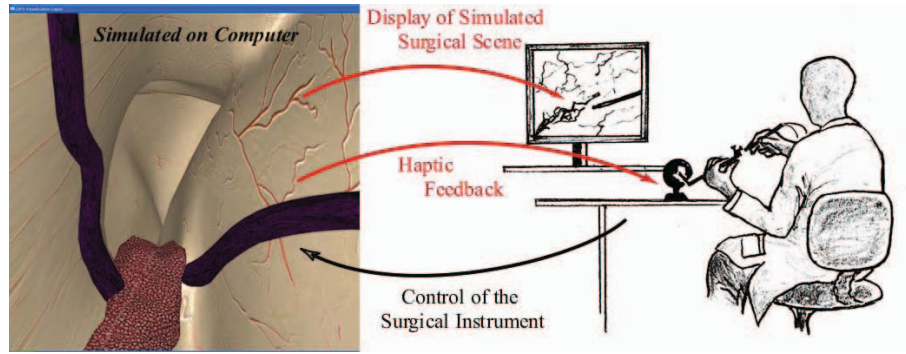 Simulated on Computer
Display of Simulated
Surgical Scene
Haptic
Feedback
Control of the
Surgical Instrument